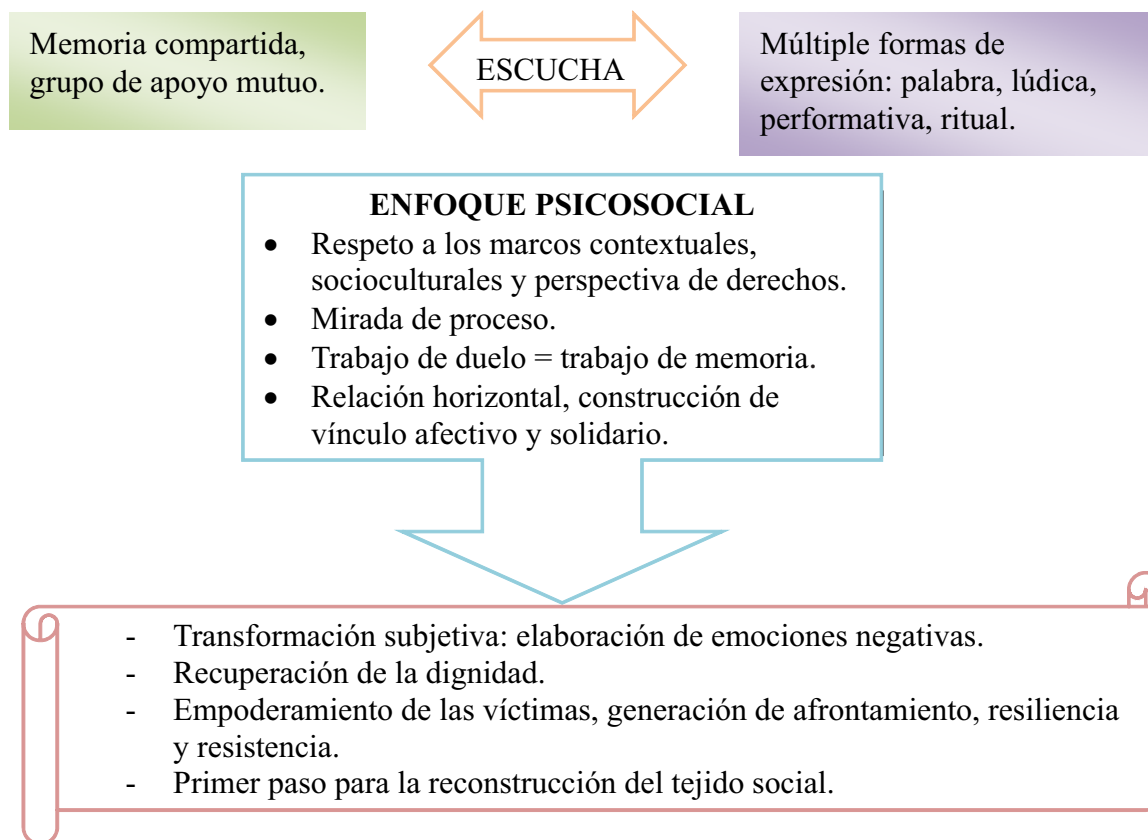 Memoria compartida,
grupo de apoyo mutuo.
ESCUCHA
Múltiple formas de
expresión: palabra, lúdica,
performativa, ritual.
ENFOQUE PSICOSOCIAL
• Respeto a los marcos contextuales,
socioculturales y perspectiva de derechos.
• Mirada de proceso.
• Trabajo de duelo = trabajo de memoria.
• Relación horizontal, construcción de
vínculo afectivo y solidario.
- Transformación subjetiva: elaboración de emociones negativas.
- Recuperación de la dignidad.
- Empoderamiento de las víctimas, generación de afrontamiento, resiliencia
y resistencia.
- Primer paso para la reconstrucción del tejido social.